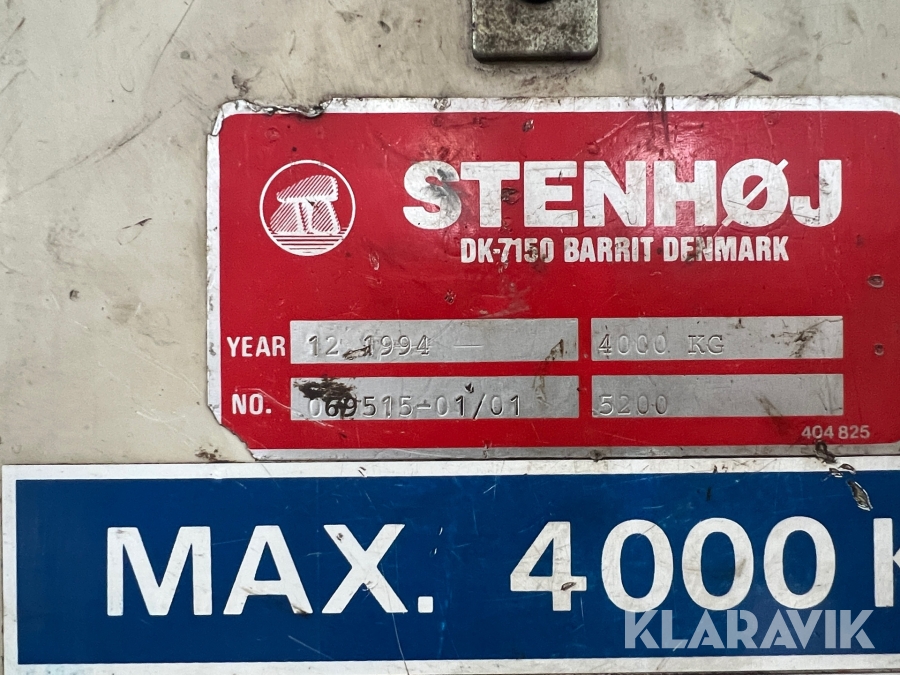 STENHØJ
DK-7150 BARRIT-DENMARK
YEAR 12 1994 — 4000 KG
NO. 069515-01/01 5200
404 825
MAX. 4000 K
KLARAVIK